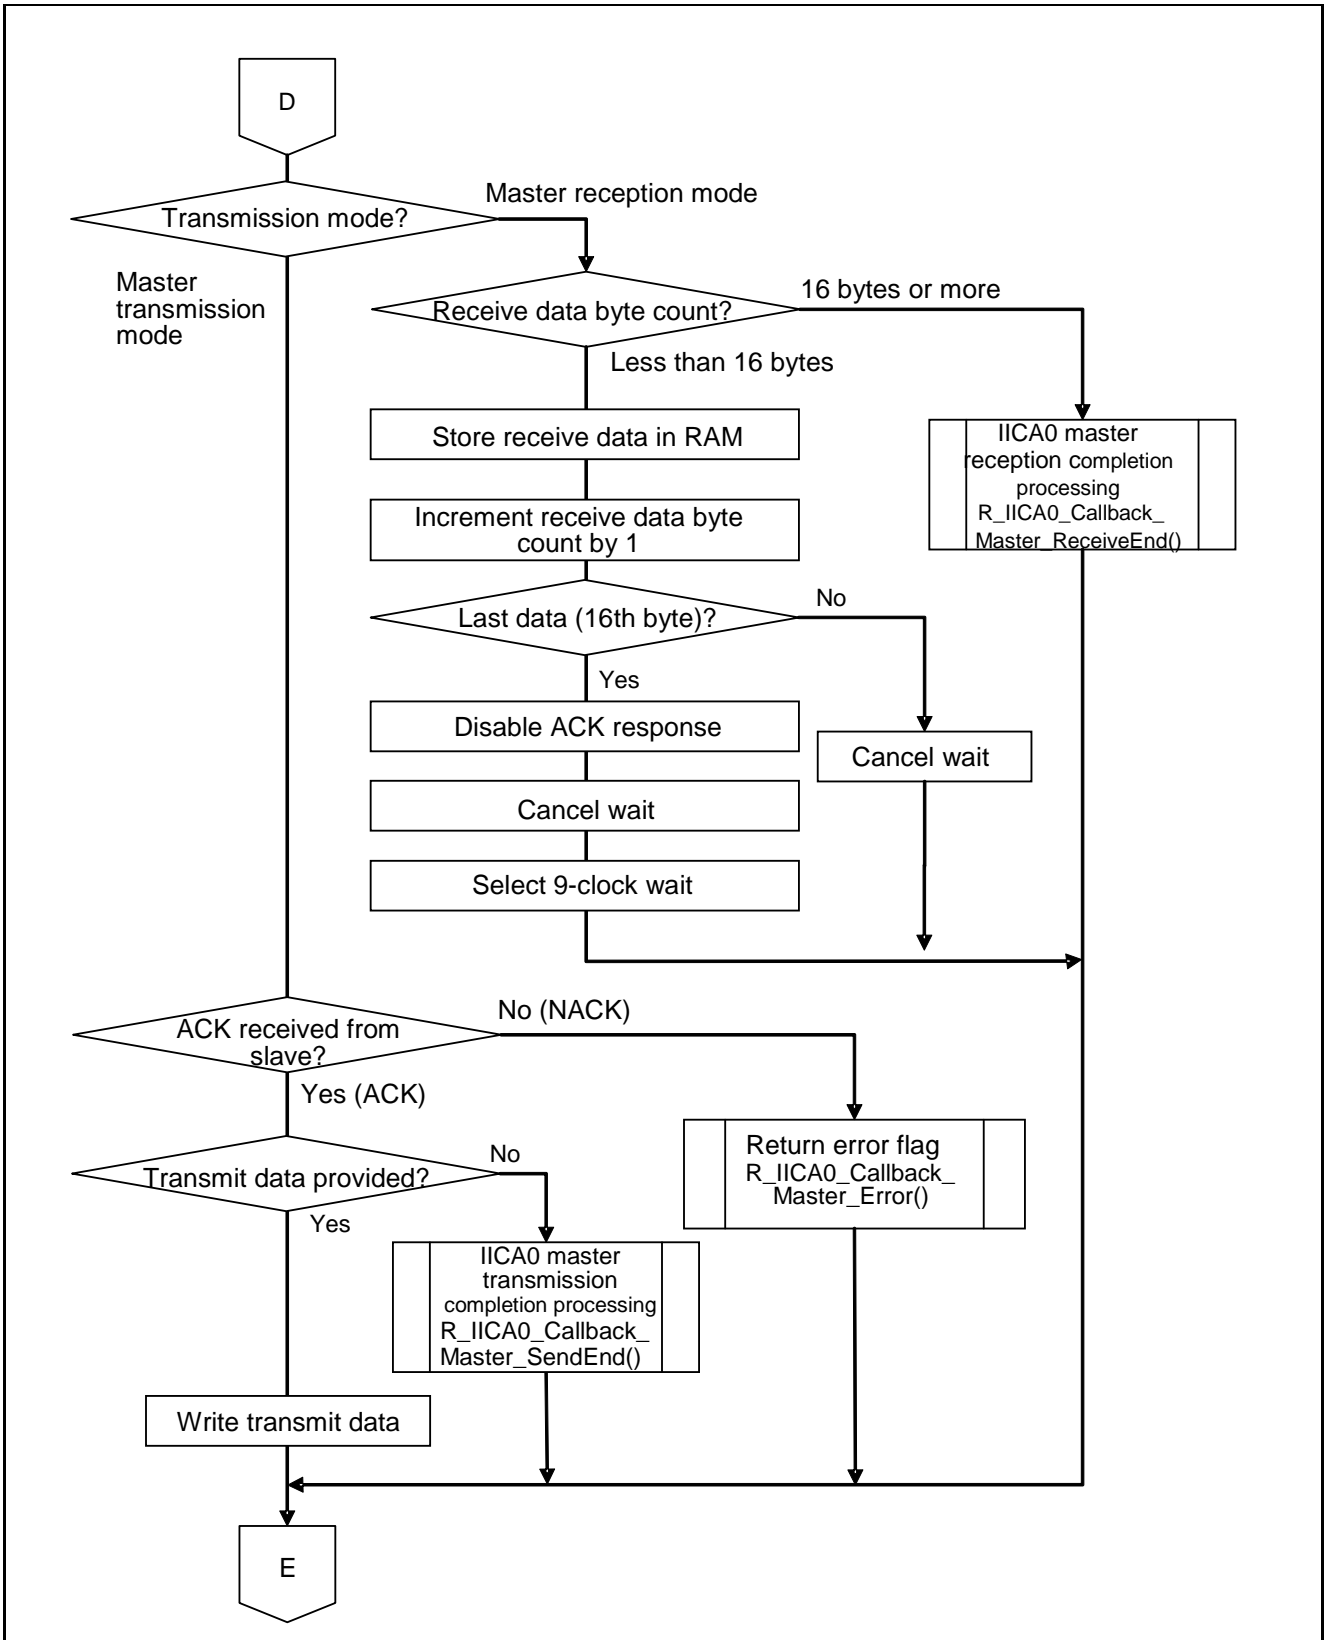 D
Transmission mode?
Master reception mode
Master
transmission
mode
Receive data byte count?
16 bytes or more
Less than 16 bytes
Store receive data in RAM
IICA0 master
reception completion
processing
R_IICA0_Callback_
Master_ReceiveEnd()
Increment receive data byte
count by 1
Last data (16th byte)?
No
Yes
Disable ACK response
Cancel wait
Cancel wait
Select 9-clock wait
ACK received from
slave?
No (NACK)
Yes (ACK)
Return error flag
R_IICA0_Callback_
Master_Error()
Transmit data provided?
No
Yes
IICA0 master
transmission
completion processing
R_IICA0_Callback_
Master_SendEnd()
Write transmit data
E